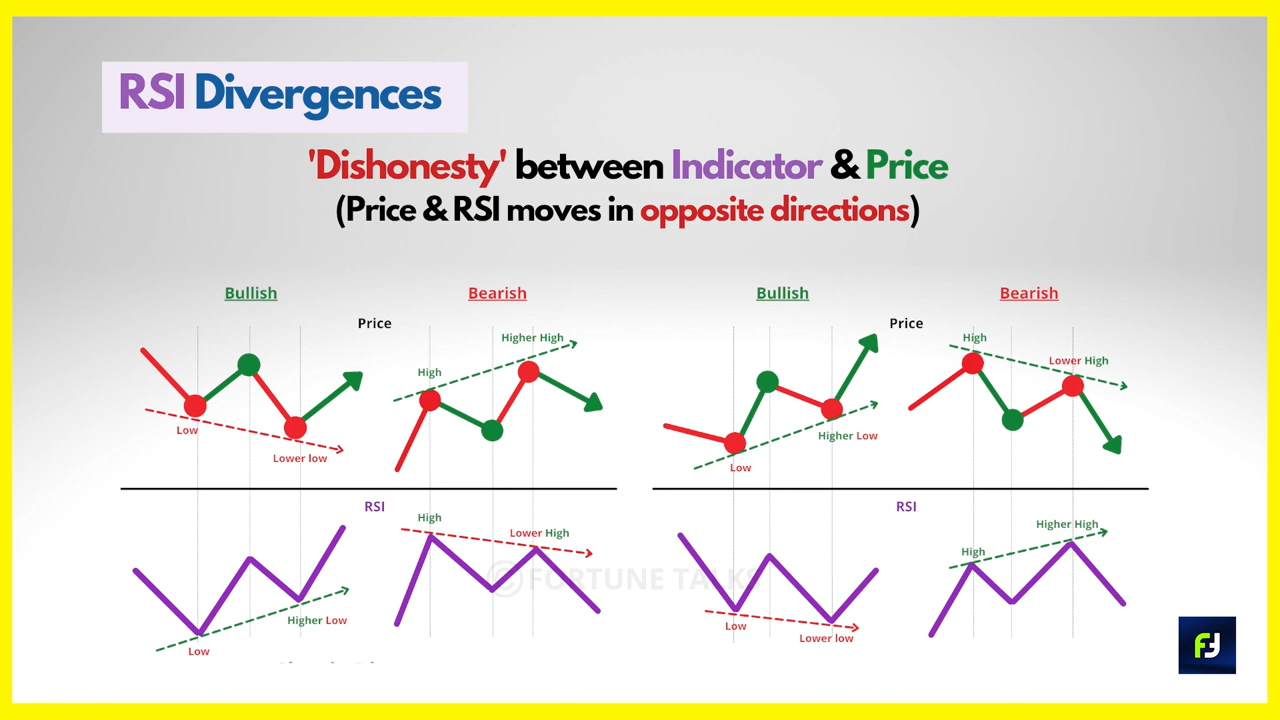 RSI Divergences
'Dishonesty' between Indicator & Price
(Price & RSI moves in opposite directions)
Bullish
Bearish
Price
High
Higher High
Low
Lower low
RSI
High
Lower High
Higher Low
Low
Bullish
Bearish
Price
High
Lower High
Higher Low
Low
RSI
High
Higher High
Low
Lower low
© FORTUNE TALKS